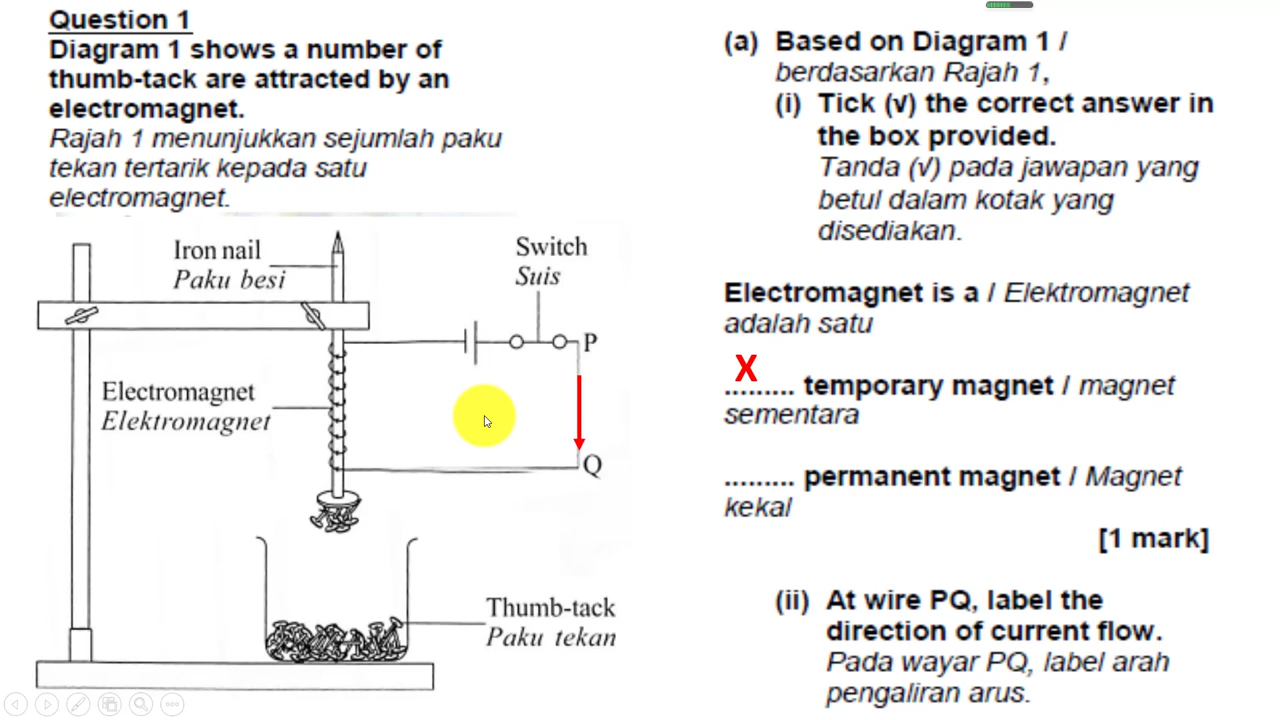 Question 1
Diagram 1 shows a number of
thumb-tack are attracted by an
electromagnet.
Rajah 1 menunjukkan sejumlah paku
tekan tertarik kepada satu
electromagnet.
Iron nail
Paku besi
Switch
Suis
P
Electromagnet
Elektromagnet
Q
Thumb-tack
Paku tekan
(a) Based on Diagram 1 /
berdasarkan Rajah 1,
(i) Tick (√) the correct answer in
the box provided.
Tanda (√) pada jawapan yang
betul dalam kotak yang
disediakan.
Electromagnet is a / Elektromagnet
adalah satu
X
......... temporary magnet / magnet
sementara
......... permanent magnet / Magnet
kekal
[1 mark]
(ii) At wire PQ, label the
direction of current flow.
Pada wayar PQ, label arah
pengaliran arus.